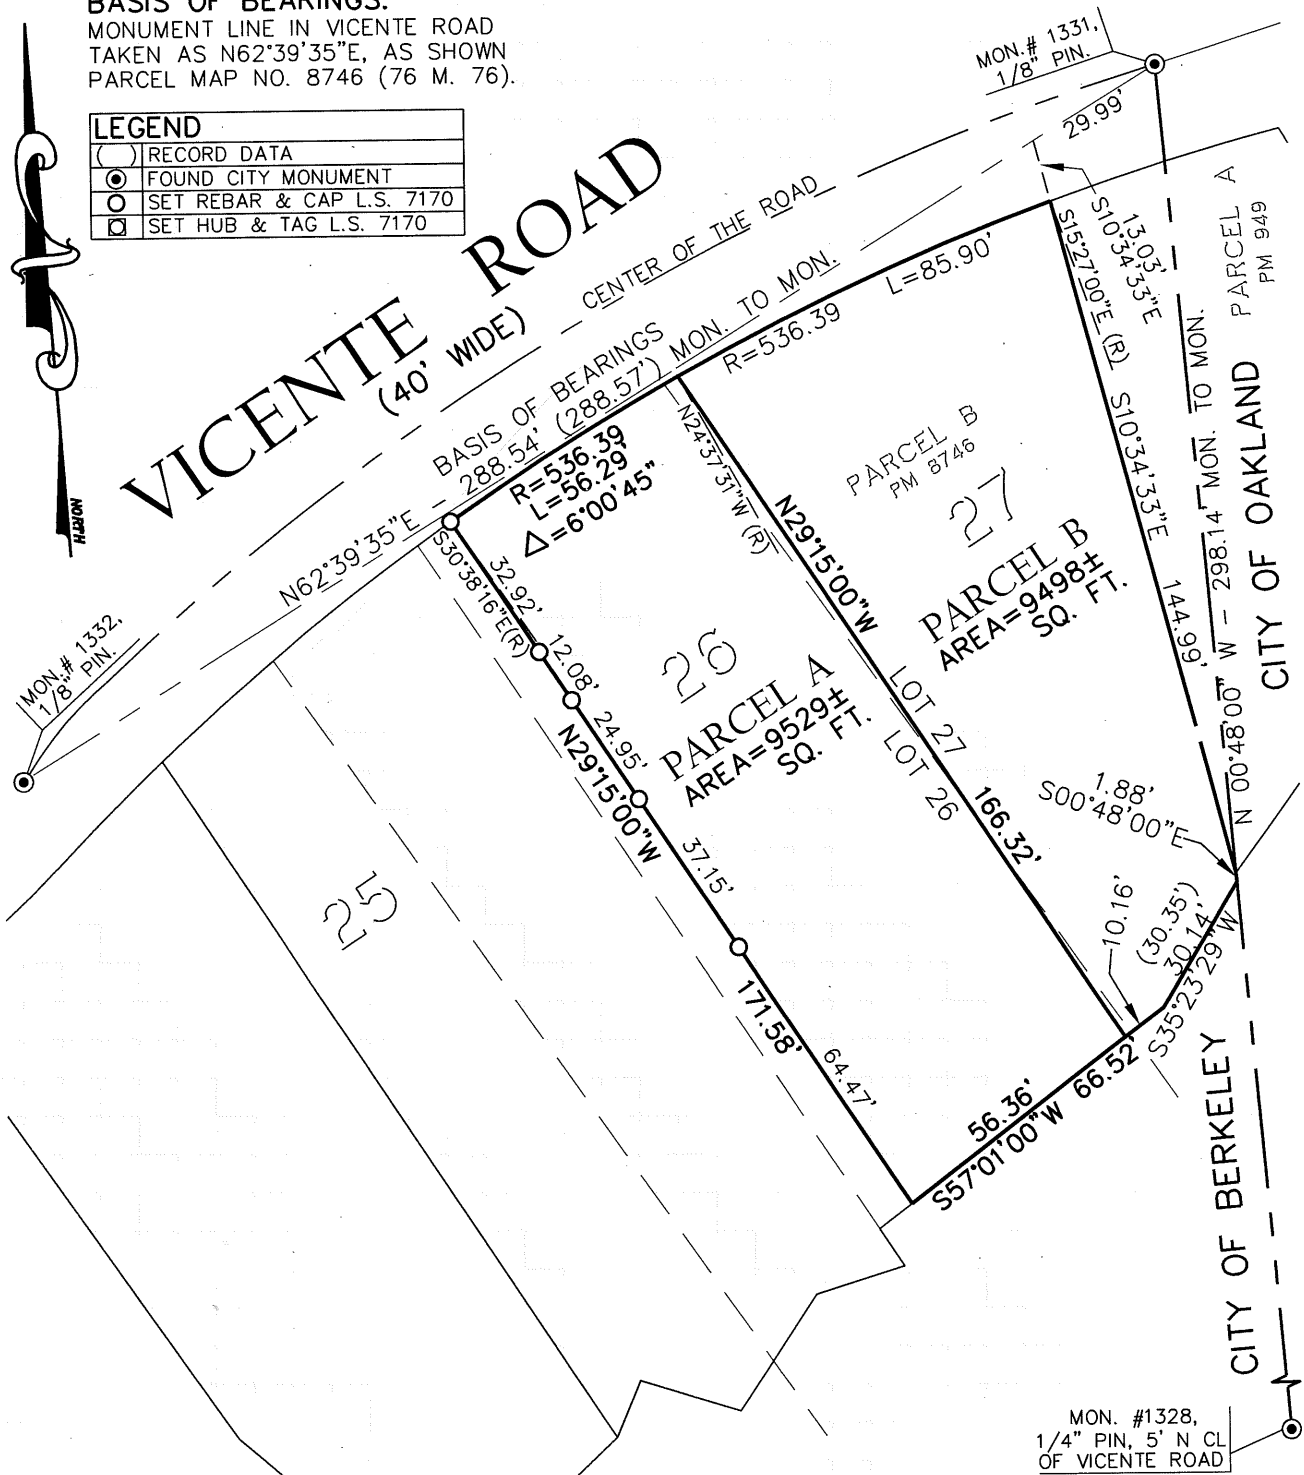 BASIS OF BEARINGS:
MONUMENT LINE IN VICENTE ROAD
TAKEN AS N62°39'35"E, AS SHOWN
PARCEL MAP NO. 8746 (76 M. 76).
LEGEND
( ) RECORD DATA
FOUND CITY MONUMENT
SET REBAR & CAP L.S. 7170
SET HUB & TAG L.S. 7170
NORTH
MON.# 1331,
1/8" PIN.
29.99'
VICENTE ROAD
(40' WIDE)
CENTER OF THE ROAD
BASIS OF BEARINGS
N62°39'35"E - 288.54' (288.57') MON. TO MON.
MON.# 1332,
1/8" PIN.
R=536.39
L=85.90'
13.03'
S10°34'33"E
S15°27'00"E (R)
S10°34'33"E 144.99'
PARCEL A
PM 949
N 00°48'00" W - 298.14' MON. TO MON.
CITY OF OAKLAND
R=536.39'
L=56.29'
Δ=6°00'45"
S30°38'16"E(R)
N24°37'31"W (R)
N29°15'00"W
166.32'
PARCEL B
PM 8746
27
PARCEL B
AREA=9498±
SQ. FT.
26
PARCEL A
AREA=9529±
SQ. FT.
LOT 27
LOT 26
32.92'
12.08'
24.95'
N29°15'00"W
37.15'
171.58'
64.47'
25
1.88'
S00°48'00"E
10.16'
(30.35')
30.14'
S35°23'29"W
56.36'
S57°01'00"W 66.52'
CITY OF BERKELEY
MON. #1328,
1/4" PIN, 5' N CL
OF VICENTE ROAD